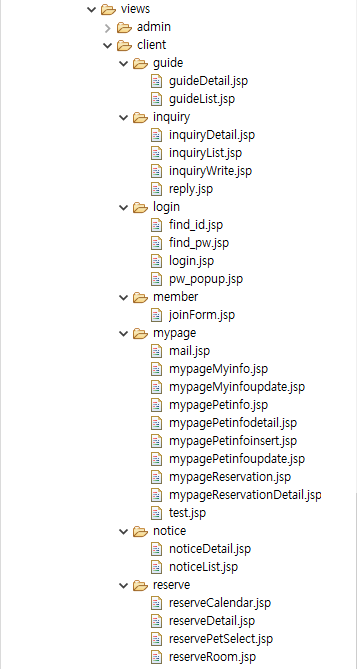 views
admin
client
guide
guideDetail.jsp
guideList.jsp
inquiry
inquiryDetail.jsp
inquiryList.jsp
inquiryWrite.jsp
reply.jsp
login
find_id.jsp
find_pw.jsp
login.jsp
pw_popup.jsp
member
joinForm.jsp
mypage
mail.jsp
mypageMyinfo.jsp
mypageMyinfoupdate.jsp
mypagePetinfo.jsp
mypagePetinfodetail.jsp
mypagePetinfoinsert.jsp
mypagePetinfoupdate.jsp
mypageReservation.jsp
mypageReservationDetail.jsp
test.jsp
notice
noticeDetail.jsp
noticeList.jsp
reserve
reserveCalendar.jsp
reserveDetail.jsp
reservePetSelect.jsp
reserveRoom.jsp